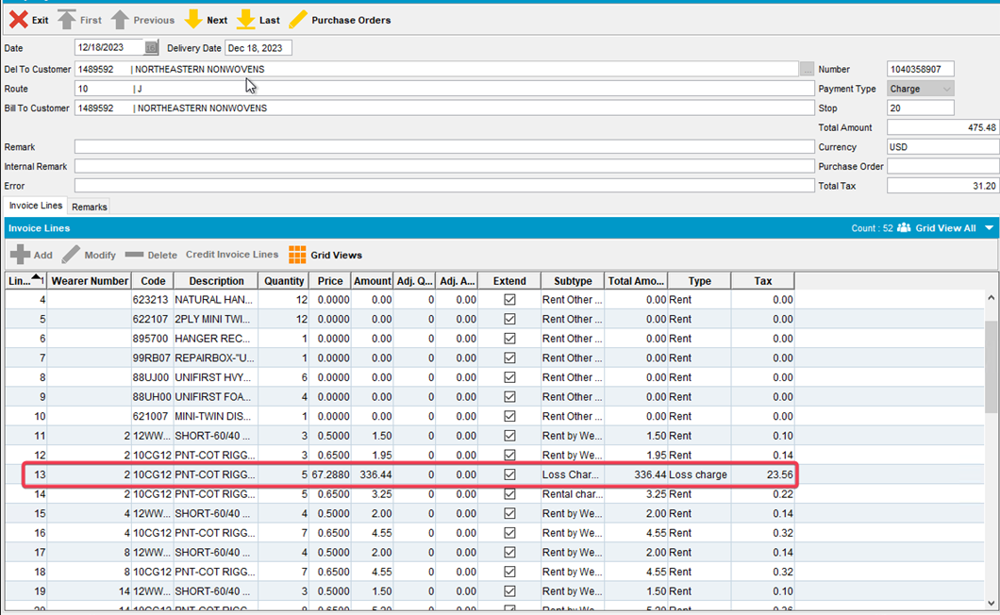 Exit First Previous Next Last Purchase Orders
Date 12/18/2023 Delivery Date Dec 18, 2023
Del To Customer 1489592 | NORTHEASTERN NONWOVENS ... Number 1040358907
Route 10 | J Payment Type Charge
Bill To Customer 1489592 | NORTHEASTERN NONWOVENS Stop 20
Total Amount 475.48
Remark Currency USD
Internal Remark Purchase Order
Error Total Tax 31.20
Invoice Lines Remarks
Invoice Lines Count : 52 Grid View All
Add Modify Delete Credit Invoice Lines Grid Views
Lin... 1 Wearer Number Code Description Quantity Price Amount Adj. Q... Adj. A... Extend Subtype Total Amo... Type Tax
4 623213 NATURAL HAN... 12 0.0000 0.00 0 0.00 Rent Other ... 0.00 Rent 0.00
5 622107 2PLY MINI TWI... 12 0.0000 0.00 0 0.00 Rent Other ... 0.00 Rent 0.00
6 895700 HANGER REC... 1 0.0000 0.00 0 0.00 Rent Other ... 0.00 Rent 0.00
7 99RB07 REPAIRBOX-"U... 1 0.0000 0.00 0 0.00 Rent Other ... 0.00 Rent 0.00
8 88UJ00 UNIFIRST HVY... 6 0.0000 0.00 0 0.00 Rent Other ... 0.00 Rent 0.00
9 88UH00 UNIFIRST FOA... 4 0.0000 0.00 0 0.00 Rent Other ... 0.00 Rent 0.00
10 621007 MINI-TWIN DIS... 1 0.0000 0.00 0 0.00 Rent Other ... 0.00 Rent 0.00
11 2 12WW... SHORT-60/40 ... 3 0.5000 1.50 0 0.00 Rent by We... 1.50 Rent 0.10
12 2 10CG12 PNT-COT RIGG... 3 0.6500 1.95 0 0.00 Rent by We... 1.95 Rent 0.14
13 2 10CG12 PNT-COT RIGG... 5 67.2880 336.44 0 0.00 Loss Char... 336.44 Loss charge 23.56
14 2 10CG12 PNT-COT RIGG... 5 0.6500 3.25 0 0.00 Rental char... 3.25 Rent 0.22
15 4 12WW... SHORT-60/40 ... 4 0.5000 2.00 0 0.00 Rent by We... 2.00 Rent 0.14
16 4 10CG12 PNT-COT RIGG... 7 0.6500 4.55 0 0.00 Rent by We... 4.55 Rent 0.32
17 8 12WW... SHORT-60/40 ... 4 0.5000 2.00 0 0.00 Rent by We... 2.00 Rent 0.14
18 8 10CG12 PNT-COT RIGG... 7 0.6500 4.55 0 0.00 Rent by We... 4.55 Rent 0.32
19 14 12WW... SHORT-60/40 ... 3 0.5000 1.50 0 0.00 Rent by We... 1.50 Rent 0.10